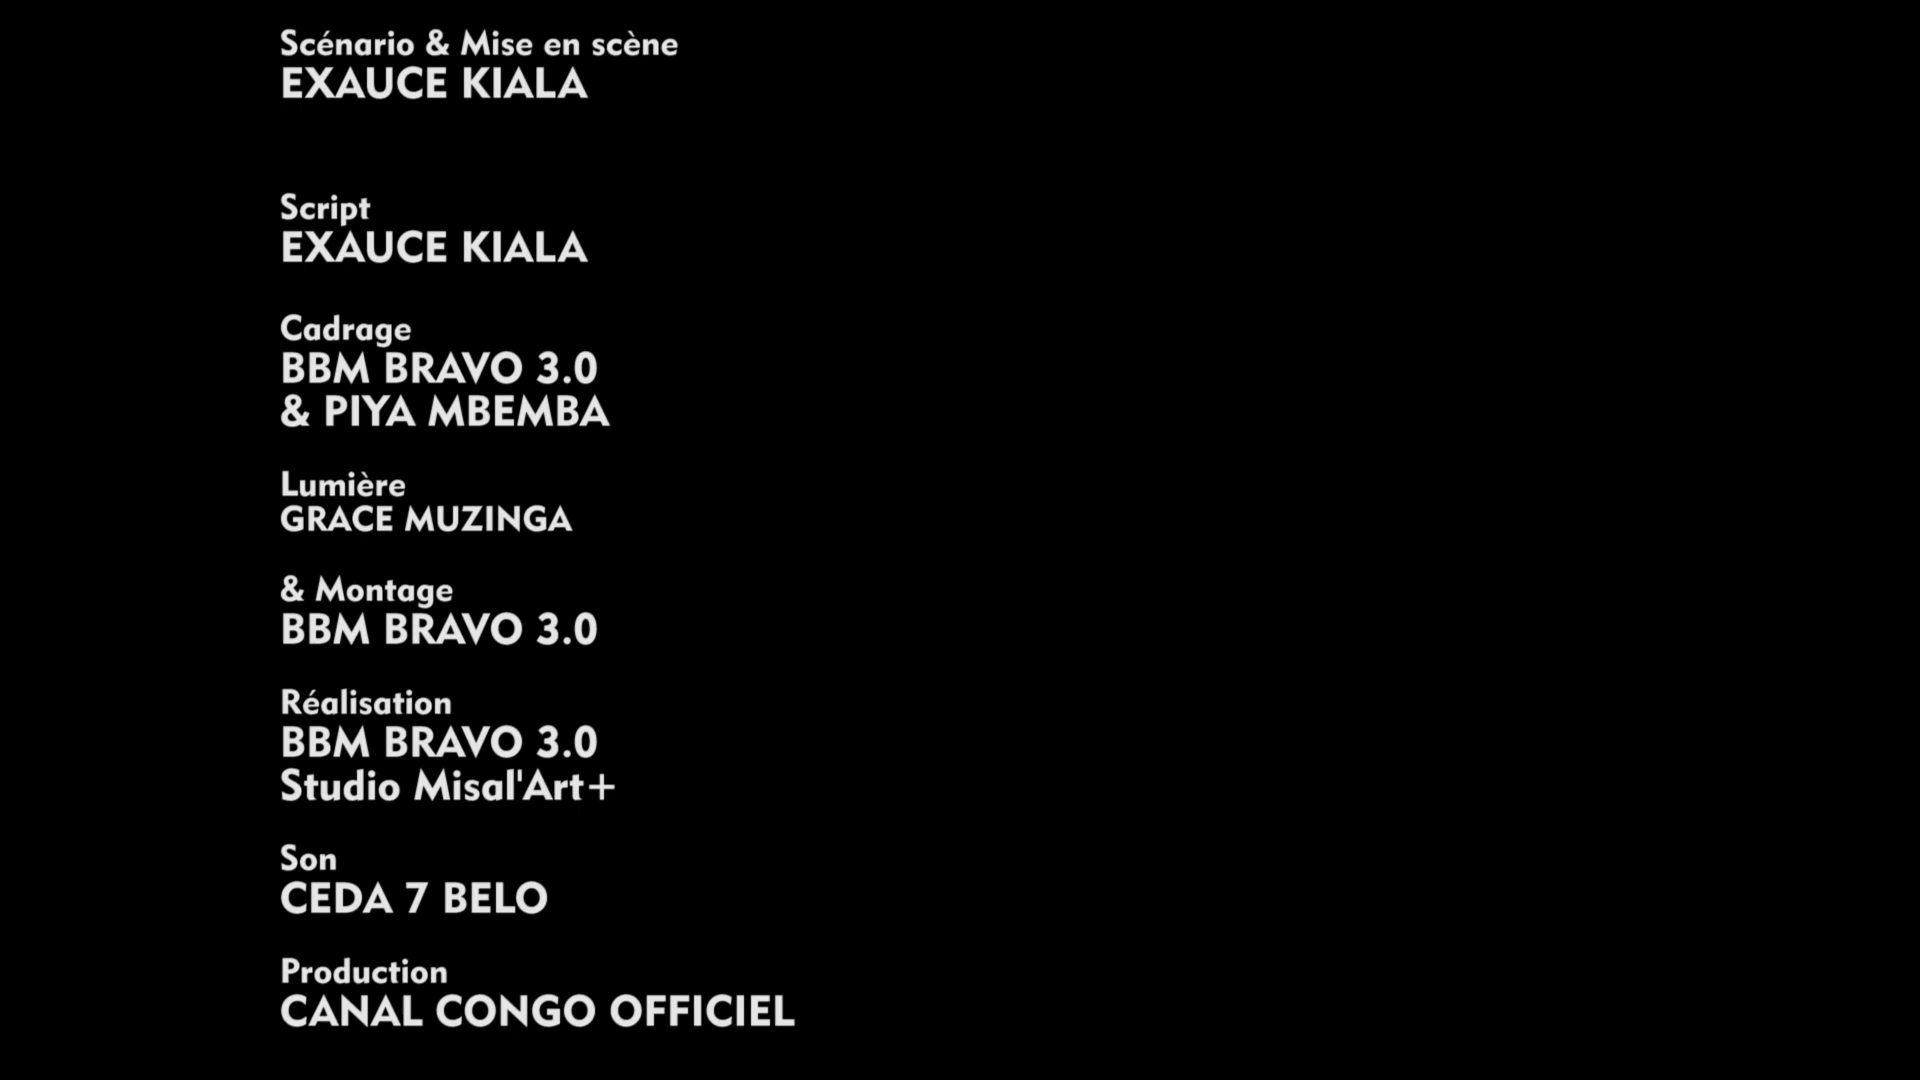 Scénario & Mise en scène
EXAUCE KIALA
Script
EXAUCE KIALA
Cadrage
BBM BRAVO 3.0
& PIYA MBEMBA
Lumière
GRACE MUZINGA
& Montage
BBM BRAVO 3.0
Réalisation
BBM BRAVO 3.0
Studio Misal'Art+
Son
CEDA 7 BELO
Production
CANAL CONGO OFFICIEL